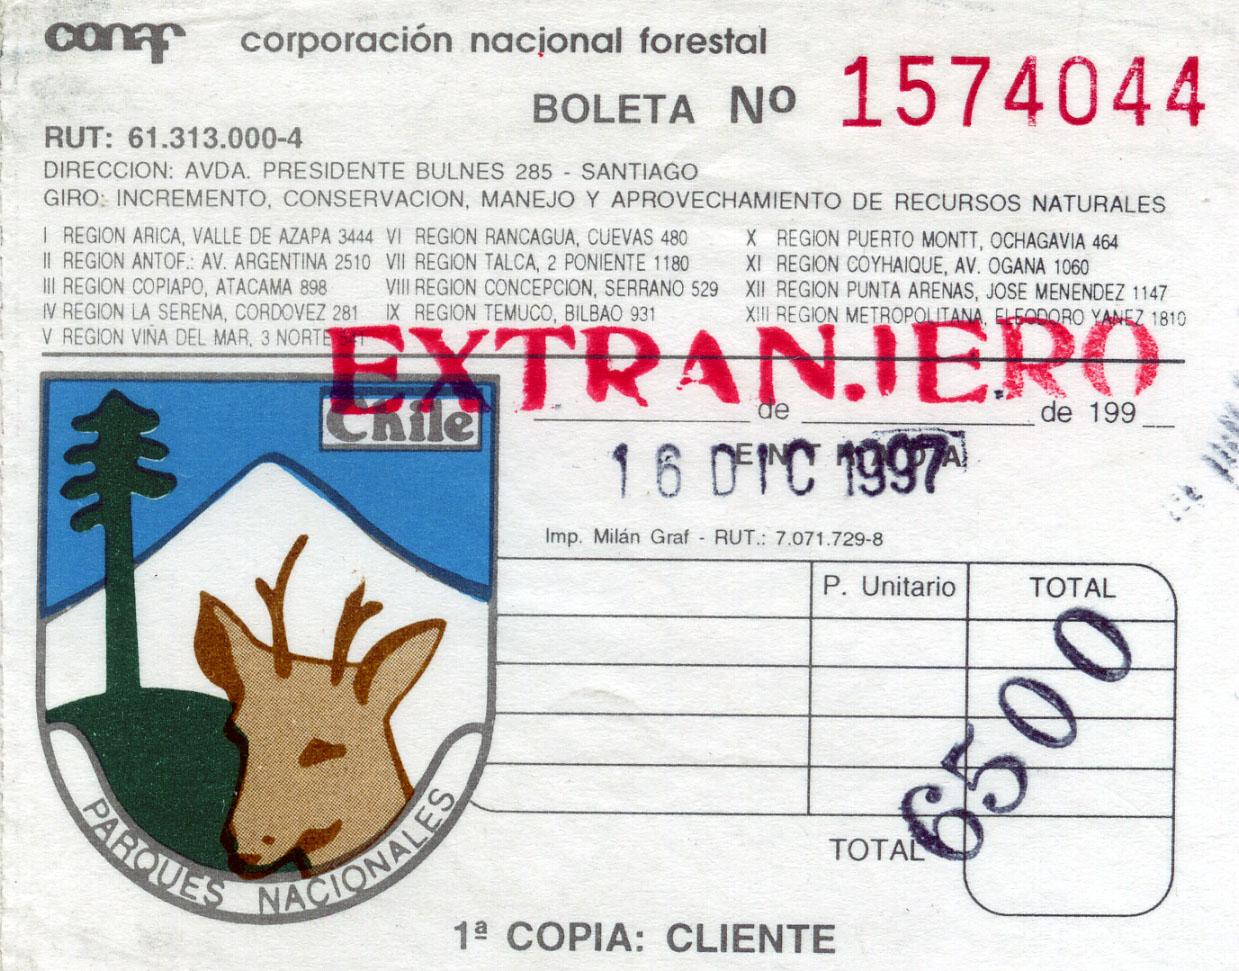 conaf corporación nacional forestal
BOLETA Nº 1574044
RUT: 61.313.000-4
DIRECCION: AVDA. PRESIDENTE BULNES 285 - SANTIAGO
GIRO: INCREMENTO, CONSERVACION, MANEJO Y APROVECHAMIENTO DE RECURSOS NATURALES
I REGION ARICA, VALLE DE AZAPA 3444 VI REGION RANCAGUA, CUEVAS 480 X REGION PUERTO MONTT, OCHAGAVIA 464
II REGION ANTOF.: AV. ARGENTINA 2510 VII REGION TALCA, 2 PONIENTE 1180 XI REGION COYHAIQUE, AV. OGANA 1060
III REGION COPIAPO, ATACAMA 898 VIII REGION CONCEPCION, SERRANO 529 XII REGION PUNTA ARENAS, JOSE MENENDEZ 1147
IV REGION LA SERENA, CORDOVEZ 281 IX REGION TEMUCO, BILBAO 931 XIII REGION METROPOLITANA, ELEODORO YAÑEZ 1810
V REGION VIÑA DEL MAR, 3 NORTE 541
EXTRANJERO
Chile
de de 199
16 DIC 1997
Imp. Milán Graf - RUT.: 7.071.729-8
P. Unitario TOTAL
6500
TOTAL
PARQUES NACIONALES
1ª COPIA: CLIENTE